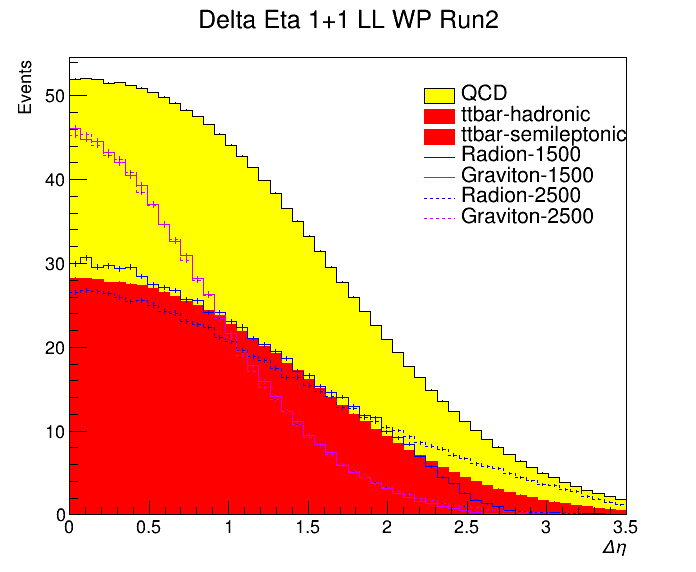 Delta Eta 1+1 LL WP Run2
Events
50
40
30
20
10
0
QCD
ttbar-hadronic
ttbar-semileptonic
Radion-1500
Graviton-1500
Radion-2500
Graviton-2500
0 0.5 1 1.5 2 2.5 3 3.5
Δη